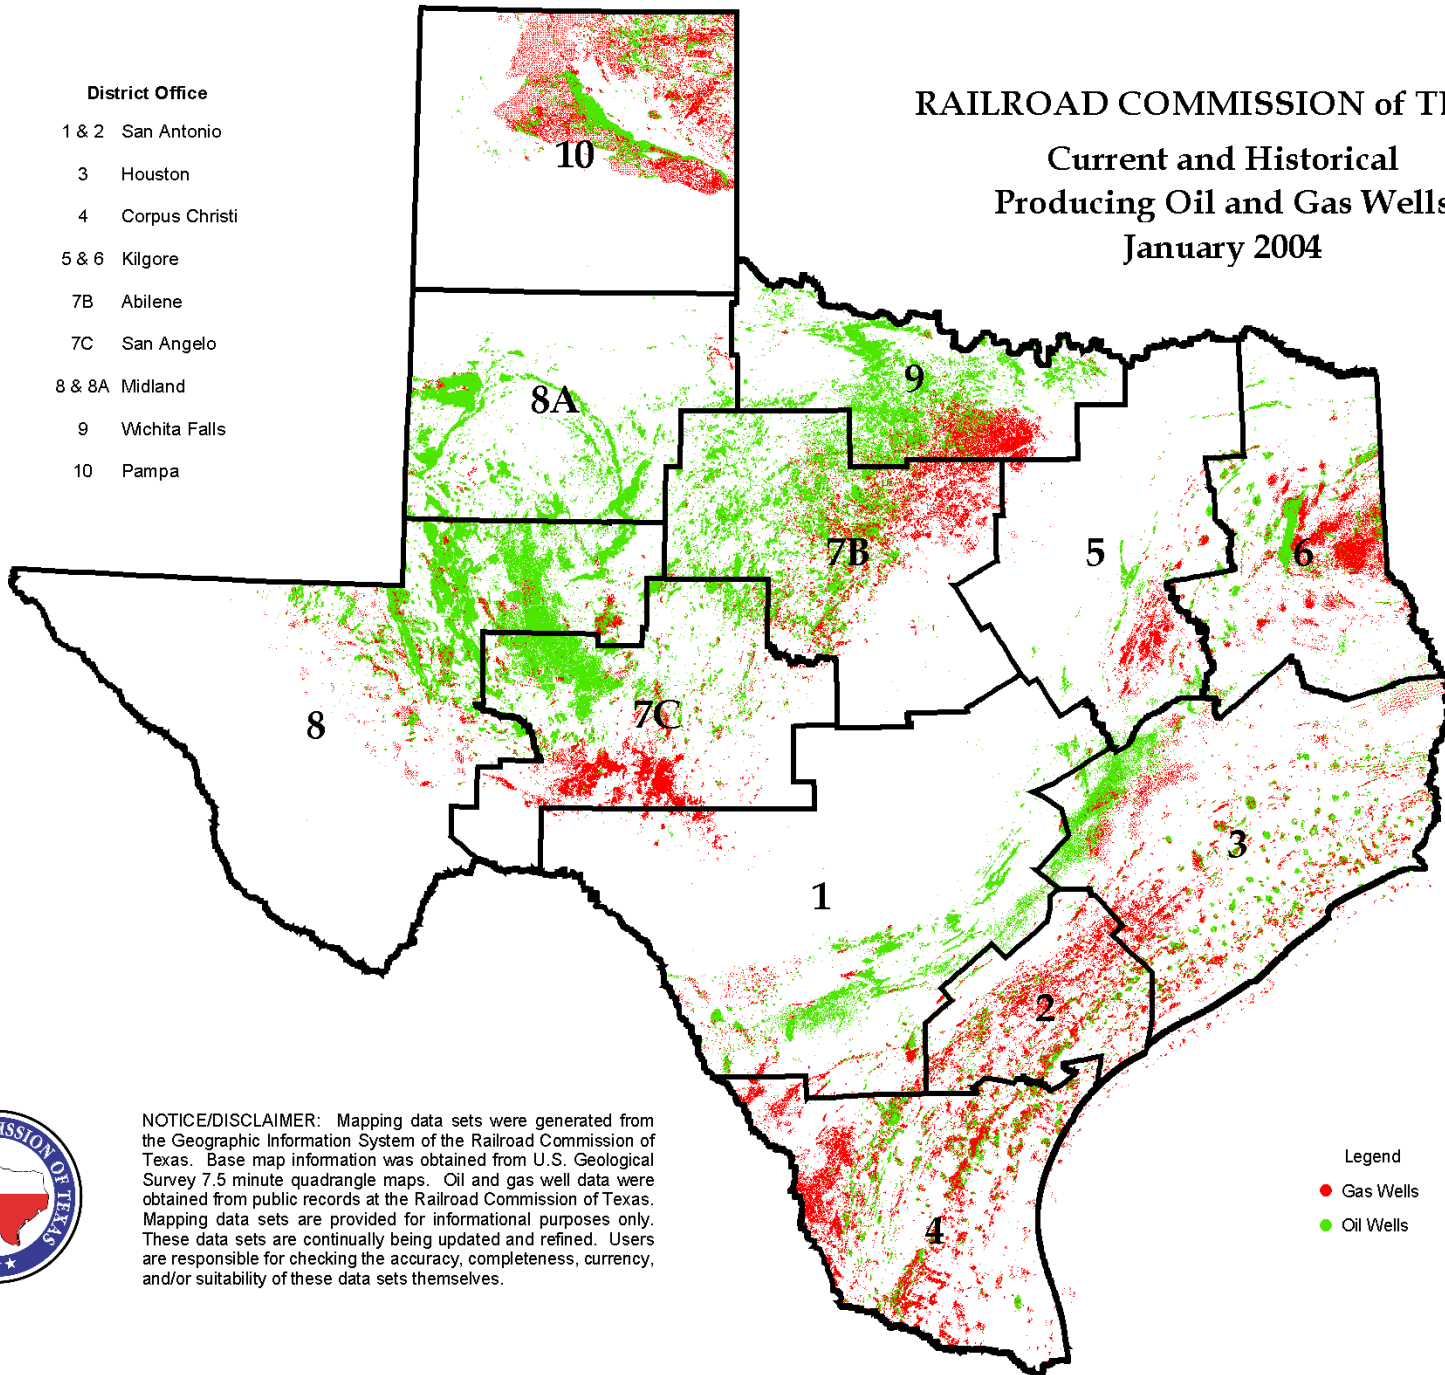 District Office
1 & 2 San Antonio
3 Houston
4 Corpus Christi
5 & 6 Kilgore
7B Abilene
7C San Angelo
8 & 8A Midland
9 Wichita Falls
10 Pampa
RAILROAD COMMISSION of TE
Current and Historical
Producing Oil and Gas Wells
January 2004
10
9
8A
7B
5
6
8
7C
3
1
2
4
NOTICE/DISCLAIMER: Mapping data sets were generated from
the Geographic Information System of the Railroad Commission of
Texas. Base map information was obtained from U.S. Geological
Survey 7.5 minute quadrangle maps. Oil and gas well data were
obtained from public records at the Railroad Commission of Texas.
Mapping data sets are provided for informational purposes only.
These data sets are continually being updated and refined. Users
are responsible for checking the accuracy, completeness, currency,
and/or suitability of these data sets themselves.
SSION OF TEXAS
Legend
Gas Wells
Oil Wells